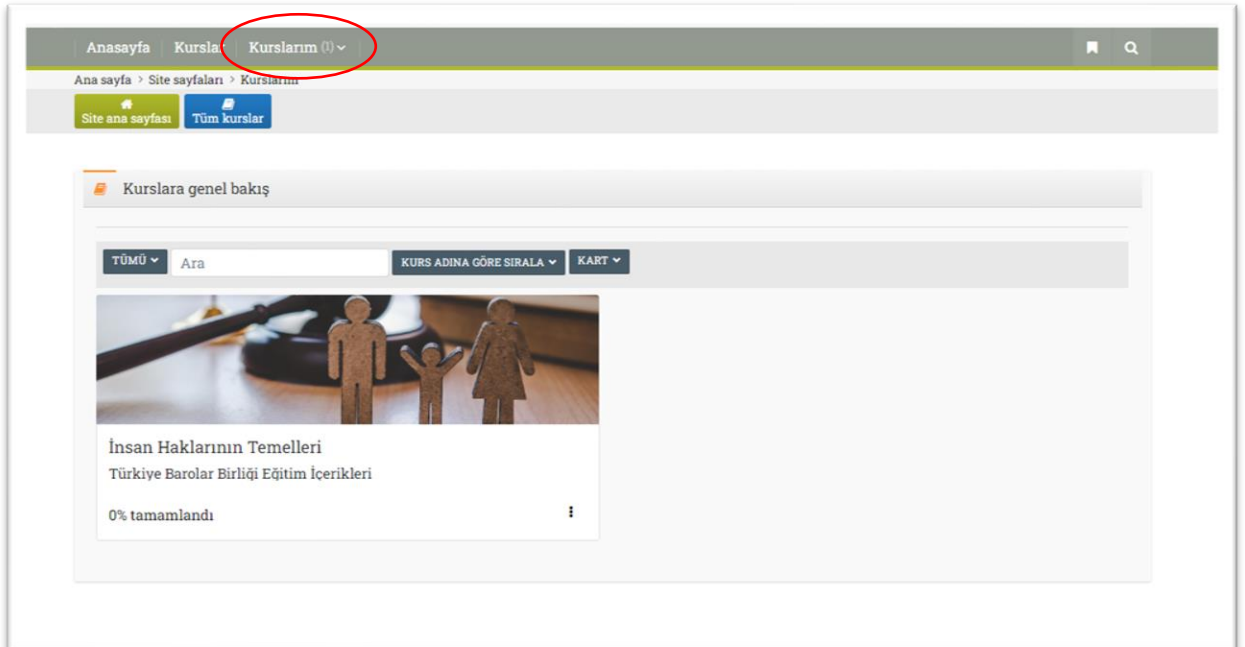 Anasayfa Kurslar Kurslarım (1)
Ana sayfa > Site sayfaları > Kurslarım
Site ana sayfası Tüm kurslar
Kurslara genel bakış
TÜMÜ Ara KURS ADINA GÖRE SIRALA KART
İnsan Haklarının Temelleri
Türkiye Barolar Birliği Eğitim İçerikleri
0% tamamlandı